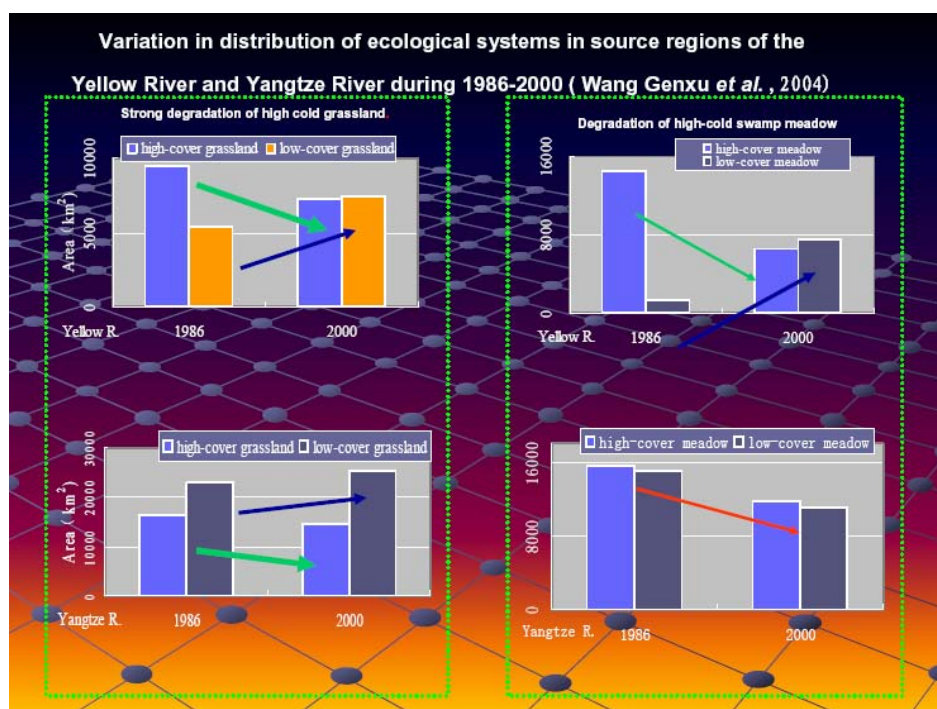 Variation in distribution of ecological systems in source regions of the
Yellow River and Yangtze River during 1986-2000 ( Wang Genxu et al. , 2004)
Strong degradation of high cold grassland.
high-cover grassland low-cover grassland
Area ( km2 )
10000
5000
0
Yellow R. 1986 2000
high-cover grassland low-cover grassland
Area ( km2 )
30000
20000
10000
0
Yangtze R. 1986 2000
Degradation of high-cold swamp meadow
high-cover meadow
low-cover meadow
16000
8000
0
Yellow R. 1986 2000
high-cover meadow low-cover meadow
16000
8000
0
Yangtze R. 1986 2000